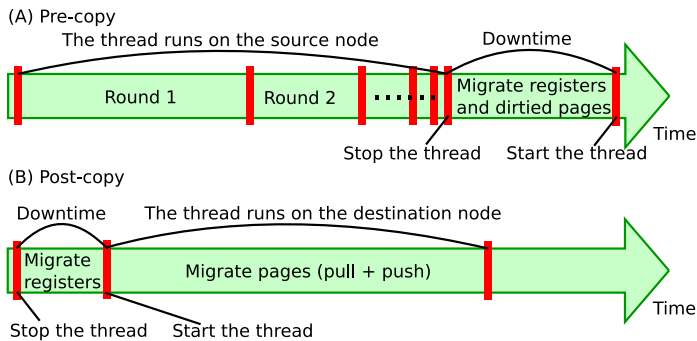 (A) Pre-copy
The thread runs on the source node
Downtime
Round 1
Round 2
Migrate registers
and dirtied pages
Time
Stop the thread
Start the thread
(B) Post-copy
Downtime
The thread runs on the destination node
Migrate
registers
Migrate pages (pull + push)
Time
Stop the thread
Start the thread